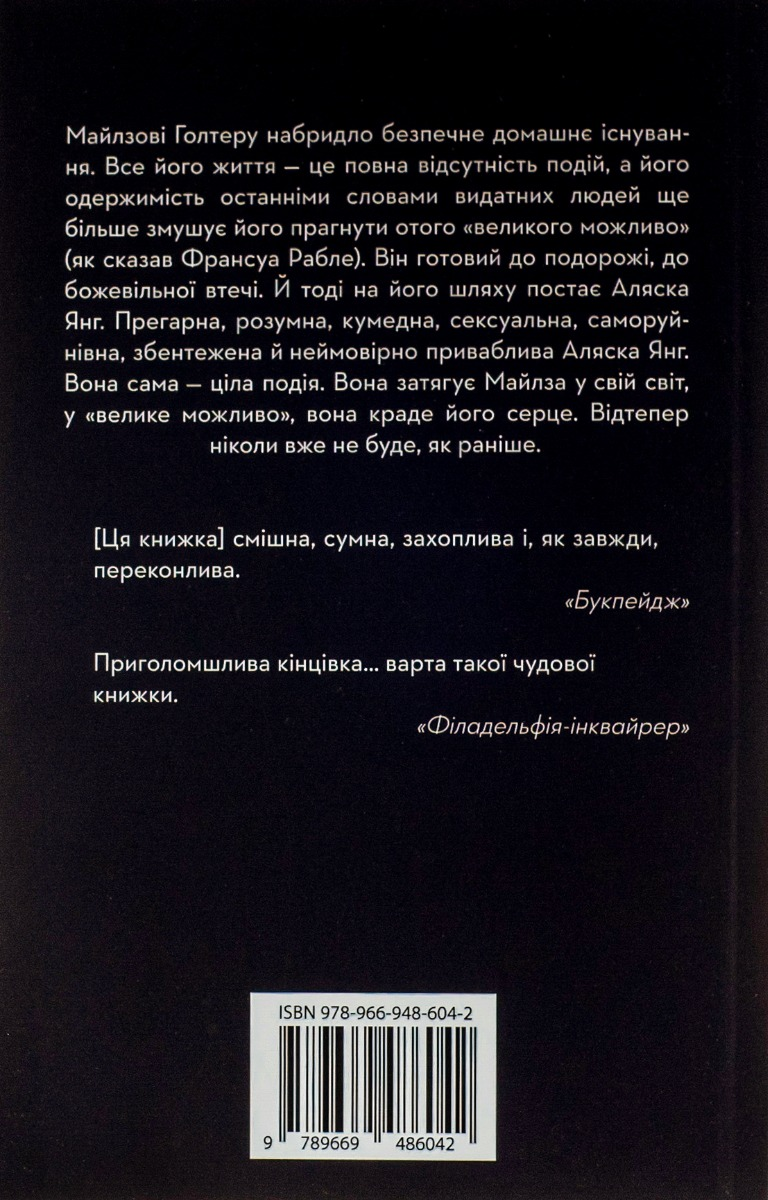 Майлзові Голтеру набридло безпечне домашнє існуван-
ня. Все його життя — це повна відсутність подій, а його
одержимість останніми словами видатних людей ще
більше змушує його прагнути отого «великого можливо»
(як сказав Франсуа Рабле). Він готовий до подорожі, до
божевільної втечі. Й тоді на його шляху постає Аляска
Янг. Прегарна, розумна, кумедна, сексуальна, саморуй-
нівна, збентежена й неймовірно приваблива Аляска Янг.
Вона сама — ціла подія. Вона затягує Майлза у свій світ,
у «велике можливо», вона краде його серце. Відтепер
ніколи вже не буде, як раніше.
[Ця книжка] смішна, сумна, захоплива і, як завжди,
переконлива.
«Букпейдж»
Приголомшлива кінцівка... варта такої чудової
книжки.
«Філадельфія-інквайрер»
ISBN 978-966-948-604-2
9 789669 486042